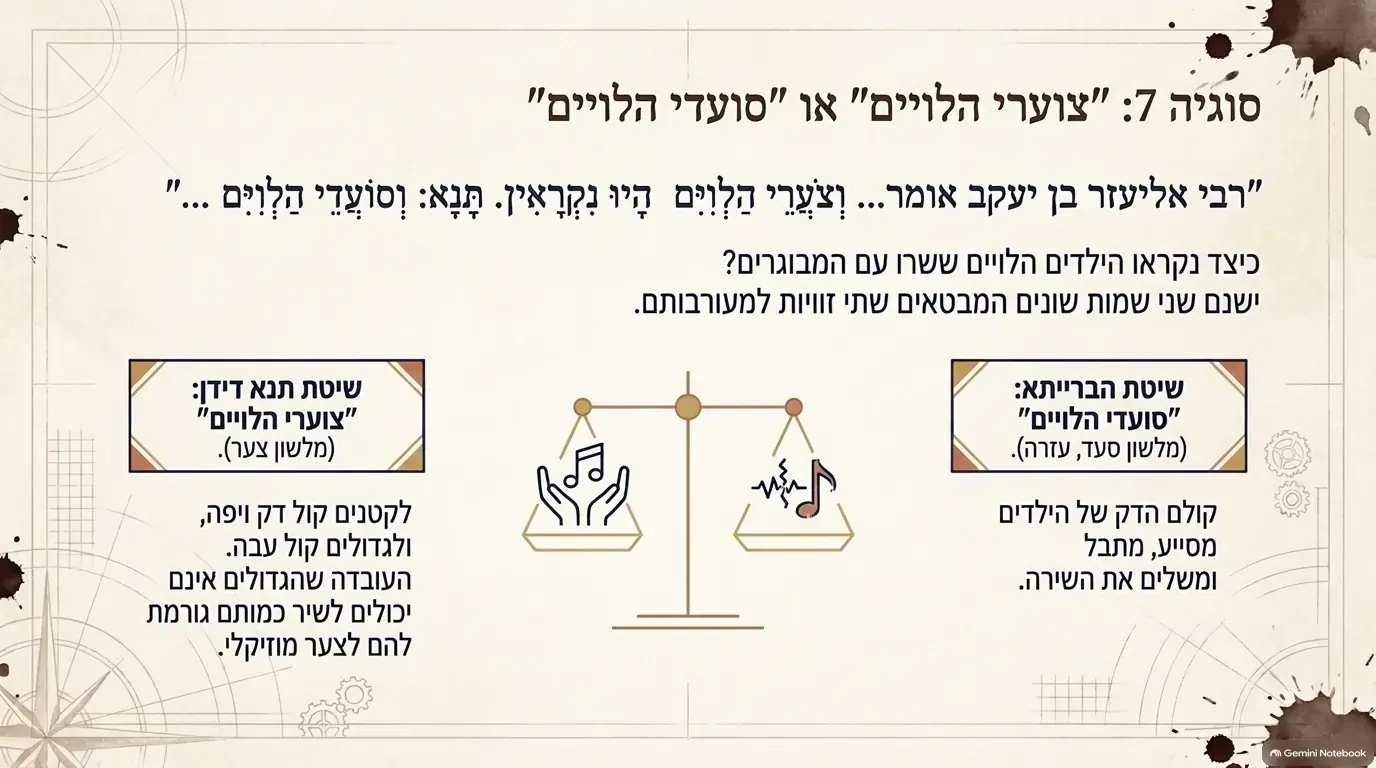 סוגיה 7: "צוערי הלויים" או "סועדי הלויים"
"רבי אליעזר בן יעקב אומר... וְצֹעֲרֵי הַלְוִיִּם הָיוּ נִקְרָאִין. תָּנָא: וְסוֹעֲדֵי הַלְוִיִּם ..."
כיצד נקראו הילדים הלויים ששרו עם המבוגרים?
ישנם שני שמות שונים המבטאים שתי זוויות למעורבותם.
שיטת הברייתא:
"סועדי הלויים"
(מלשון סעד, עזרה).
קולם הדק של הילדים
מסייע, מתבל
ומשלים את השירה.
שיטת תנא דידן:
"צוערי הלויים"
(מלשון צער).
לקטנים קול דק ויפה,
ולגדולים קול עבה.
העובדה שהגדולים אינם
יכולים לשיר כמותם גורמת
להם לצער מוזיקלי.
Gemini Notebook